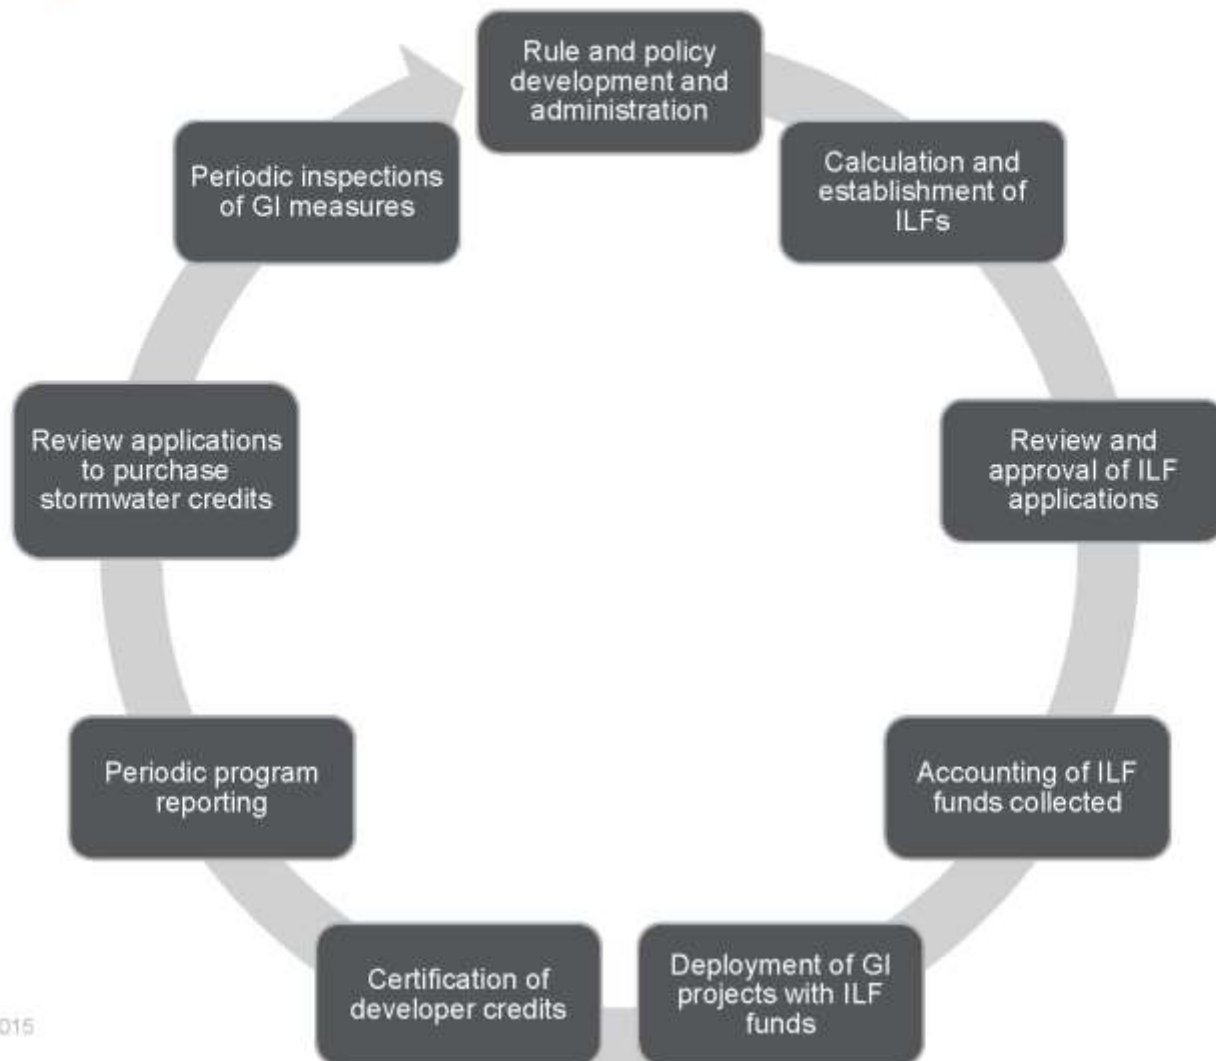 Rule and policy
development and
administration
Calculation and
establishment of
ILFs
Review and
approval of ILF
applications
Accounting of ILF
funds collected
Deployment of GI
projects with ILF
funds
Certification of
developer credits
Periodic program
reporting
Review applications
to purchase
stormwater credits
Periodic inspections
of GI measures
015